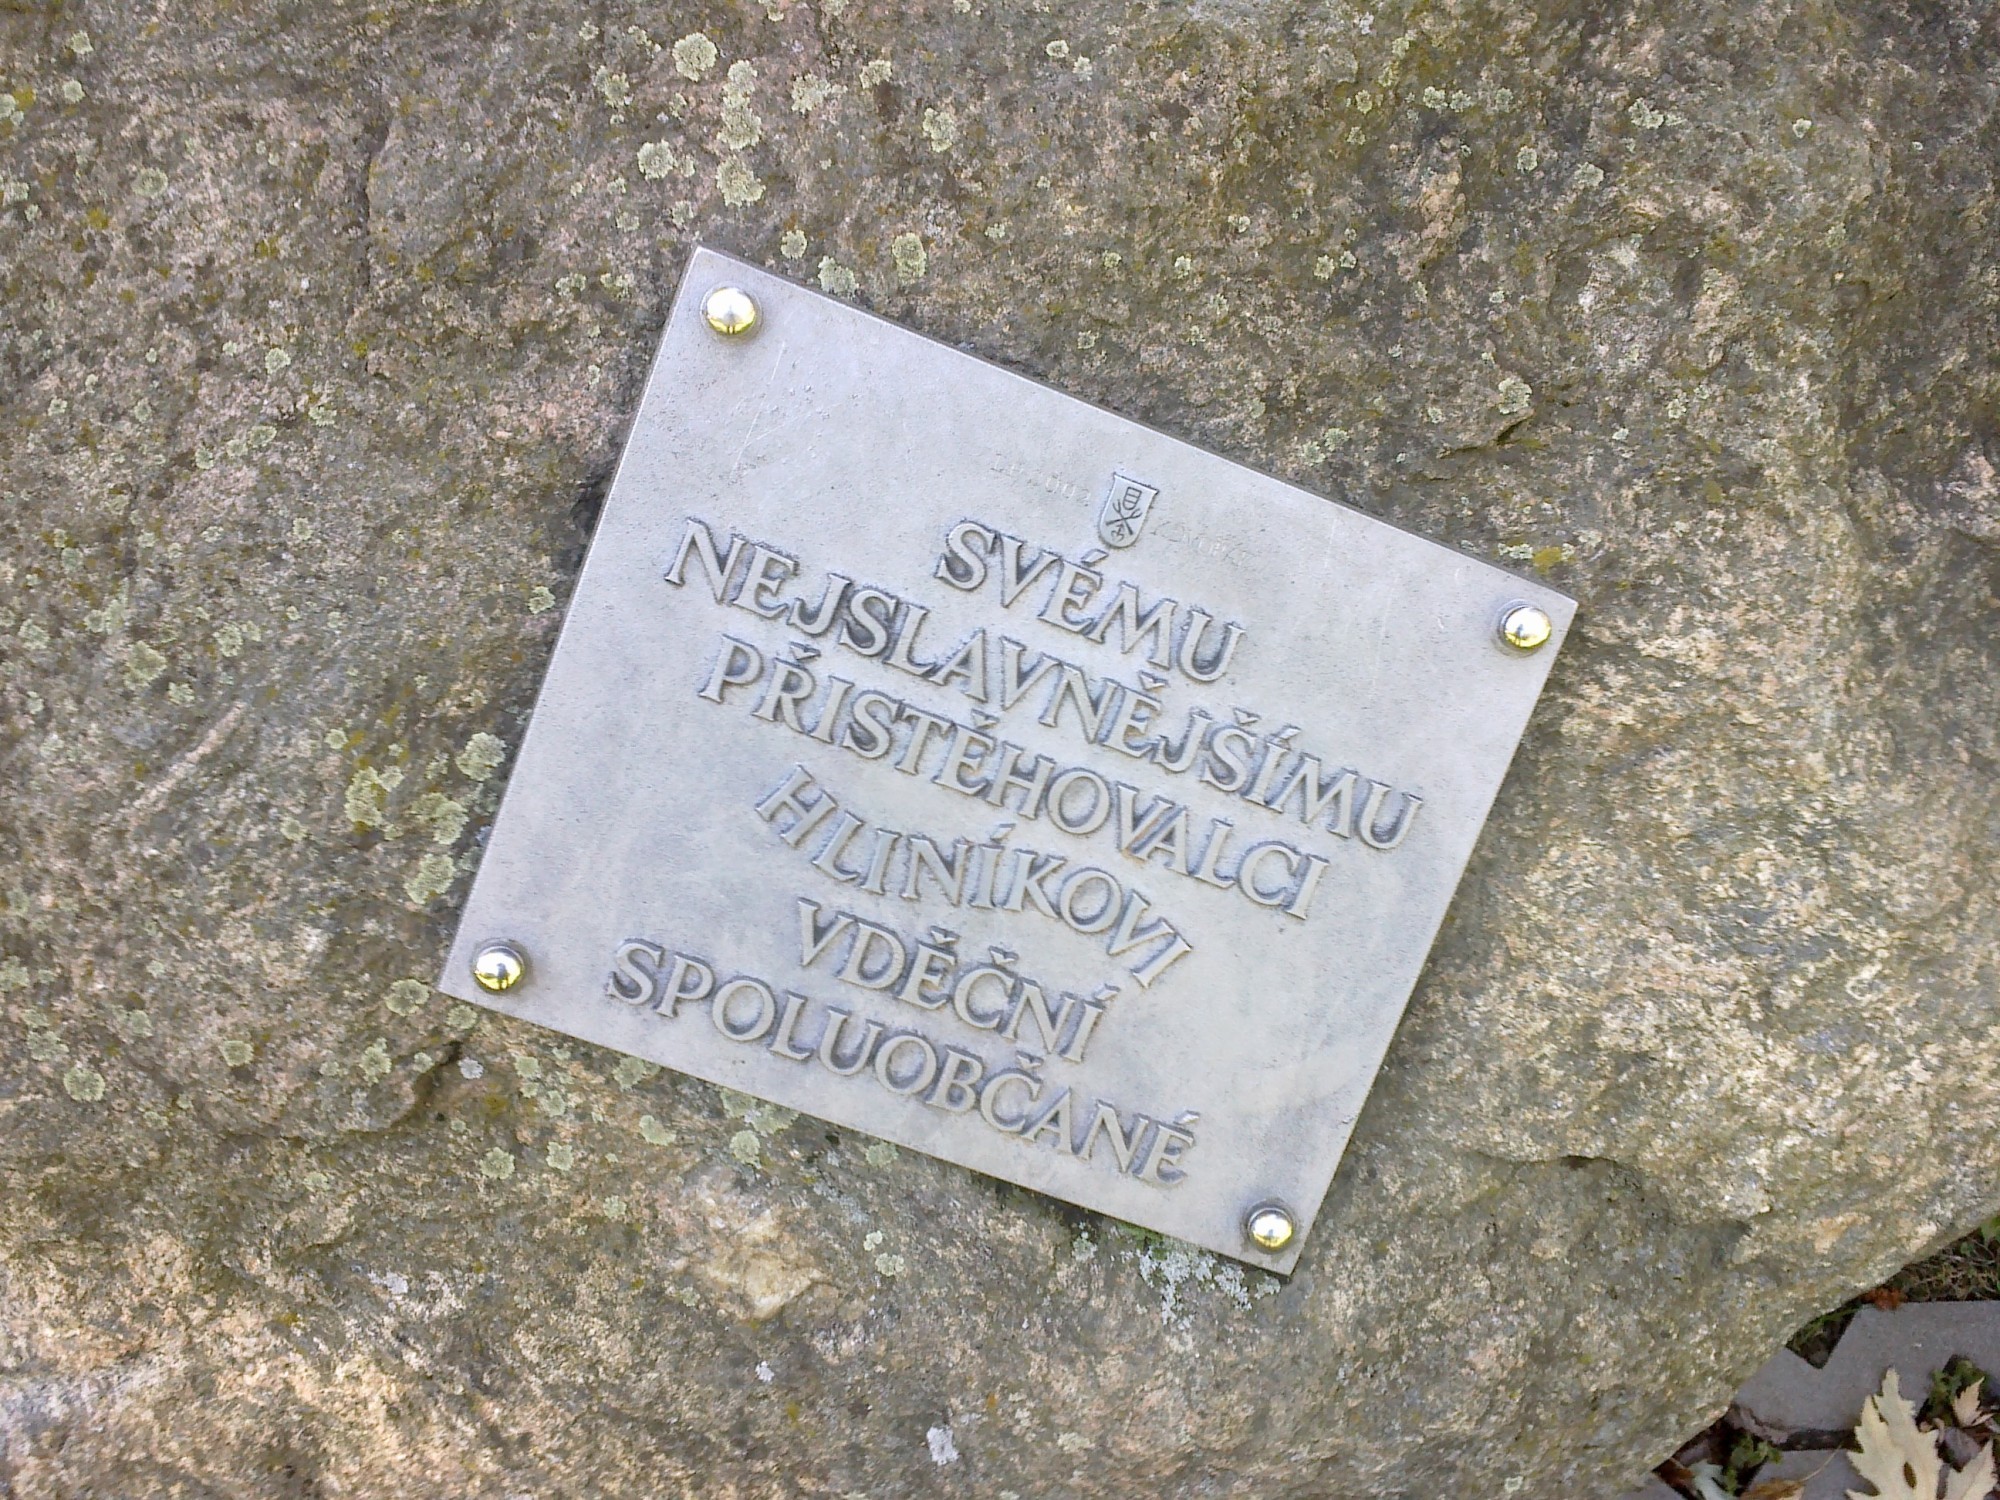 SVÉMU
NEJSLAVNĚJŠÍMU
PŘISTĚHOVALCI
HLINÍKOVI
VDĚČNÍ
SPOLUOBČANÉ